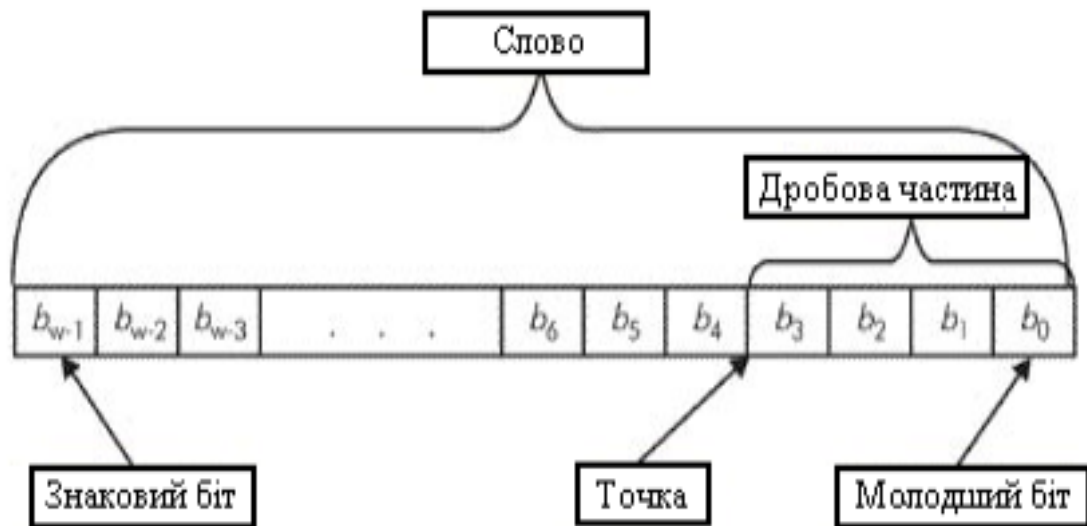 Слово
Дробова частина
b_{w-1} b_{w-2} b_{w-3} . . . b_6 b_5 b_4 b_3 b_2 b_1 b_0
Знаковий біт Точка Молодший біт